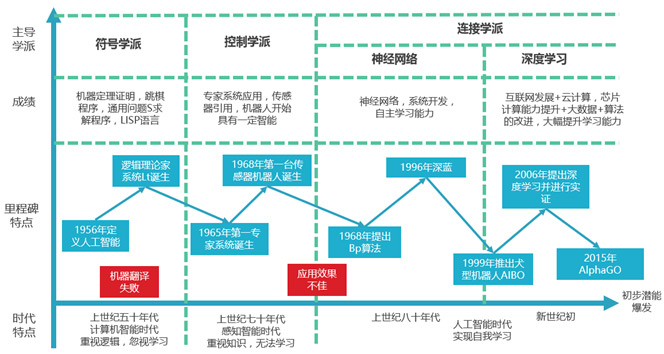 主导
学派
符号学派
控制学派
连接学派
神经网络
深度学习
成绩
机器定理证明，跳棋
程序，通用问题S求
解程序，LISP语言
专家系统应用，传感
器引用，机器人开始
具有一定智能
神经网络，系统开发，
自主学习能力
互联网发展+云计算，芯片
计算能力提升+大数据+算法
的改进，大幅提升学习能力
里程碑
特点
逻辑理论家
系统Lt诞生
1956年定
义人工智能
1968年第一台传
感器机器人诞生
1965年第一专
家系统诞生
1996年深蓝
1968年提出
Bp算法
2006年提出深
度学习并进行实
证
1999年推出犬
型机器人AIBO
2015年
AlphaGO
机器翻译
失败
应用效果
不佳
初步潜能
爆发
时代
特点
上世纪五十年代
计算机智能时代
重视逻辑，忽视学习
上世纪七十年代
感知智能时代
重视知识，无法学习
上世纪八十年代
人工智能时代
实现自我学习
新世纪初